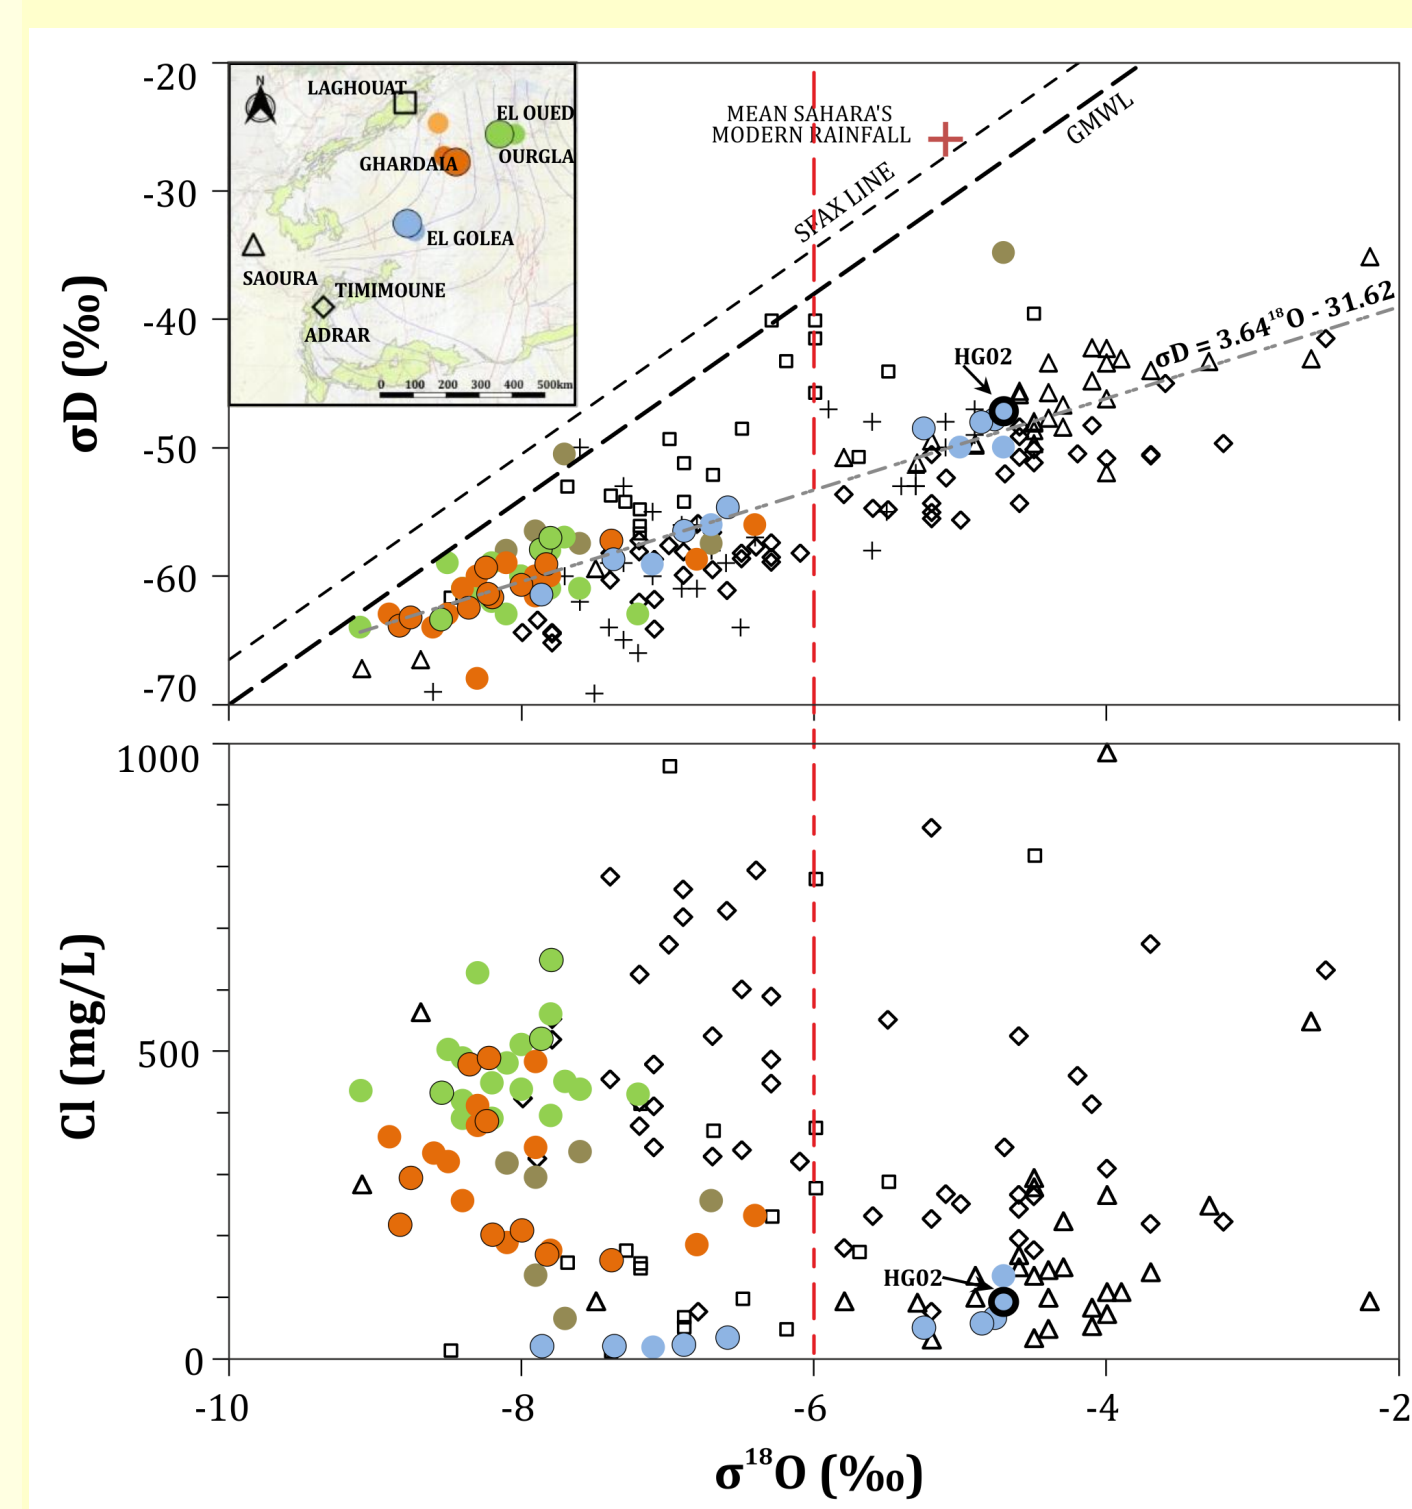 -20
-30
-40
-50
-60
-70
σD (‰)
N
LAGHOUAT
EL OUED
OURGLA
GHARDAIA
EL GOLEA
SAOURA
TIMIMOUNE
ADRAR
0 100 200 300 400 500km
MEAN SAHARA'S
MODERN RAINFALL
SFAX LINE
GMWL
HG02
σD = 3.64¹⁸O - 31.62
1000
500
0
Cl (mg/L)
HG02
-10 -8 -6 -4 -2
σ¹⁸O (‰)